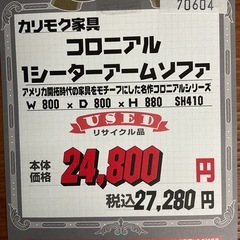 70604
カリモク家具
コロニアル
1シーターアームソファ
アメリカ開拓時代の家具をモチーフにした名作コロニアルシリーズ
W 800 × D 800 × H 880 SH410
USED
リサイクル品
本体価格 24,800 円
税込27,280円